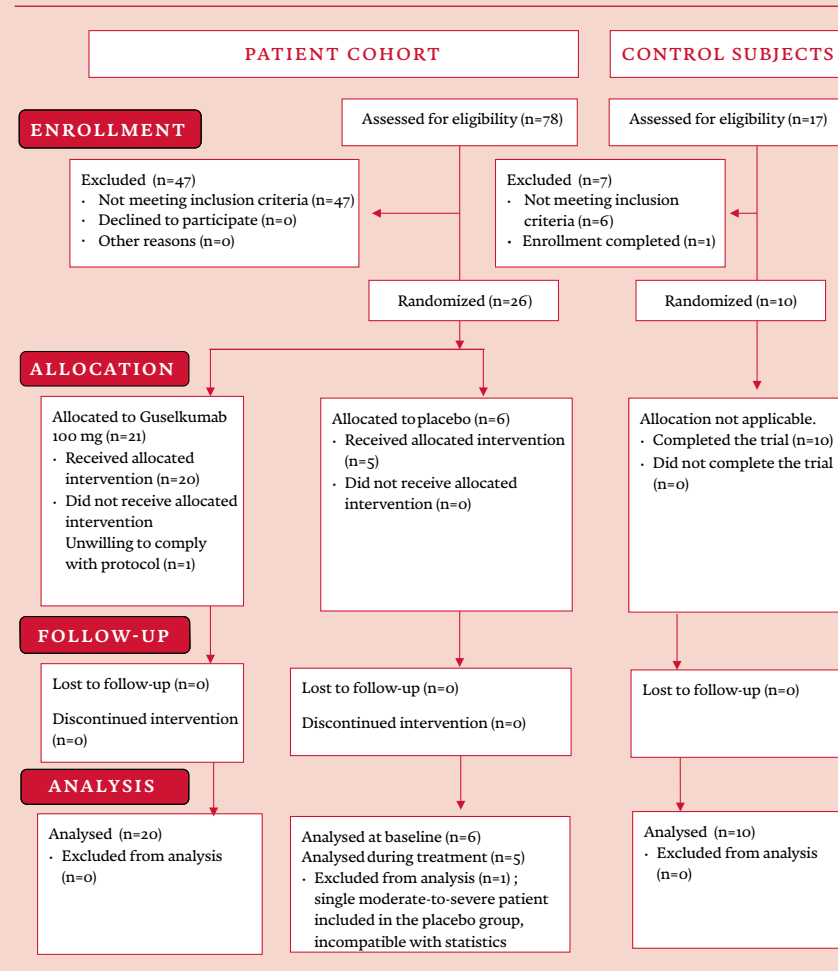 PATIENT COHORT
CONTROL SUBJECTS
ENROLLMENT
Assessed for eligibility (n=78)
Assessed for eligibility (n=17)
Excluded (n=47)
· Not meeting inclusion criteria (n=47)
· Declined to participate (n=0)
· Other reasons (n=0)
Excluded (n=7)
· Not meeting inclusion
criteria (n=6)
· Enrollment completed (n=1)
Randomized (n=26)
Randomized (n=10)
ALLOCATION
Allocated to Guselkumab
100 mg (n=21)
· Received allocated
intervention (n=20)
· Did not receive allocated
intervention
Unwilling to comply
with protocol (n=1)
Allocated to placebo (n=6)
· Received allocated intervention
(n=5)
· Did not receive allocated
intervention (n=0)
Allocation not applicable.
· Completed the trial (n=10)
· Did not complete the trial
(n=0)
FOLLOW-UP
Lost to follow-up (n=0)
Discontinued intervention
(n=0)
Lost to follow-up (n=0)
Discontinued intervention (n=0)
Lost to follow-up (n=0)
ANALYSIS
Analysed (n=20)
· Excluded from analysis
(n=0)
Analysed at baseline (n=6)
Analysed during treatment (n=5)
· Excluded from analysis (n=1) ;
single moderate-to-severe patient
included in the placebo group,
incompatible with statistics
Analysed (n=10)
· Excluded from analysis
(n=0)